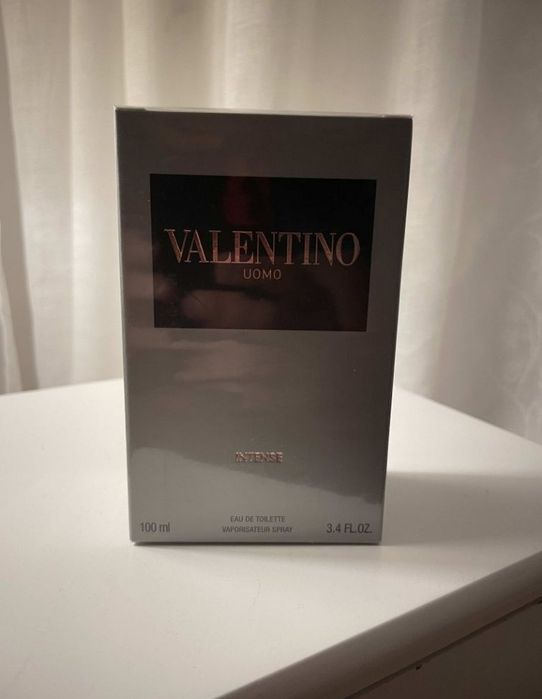 VALENTINO
UOMO
INTENSE
EAU DE TOILETTE
100 ml VAPORISATEUR SPRAY 3.4 FL.OZ.